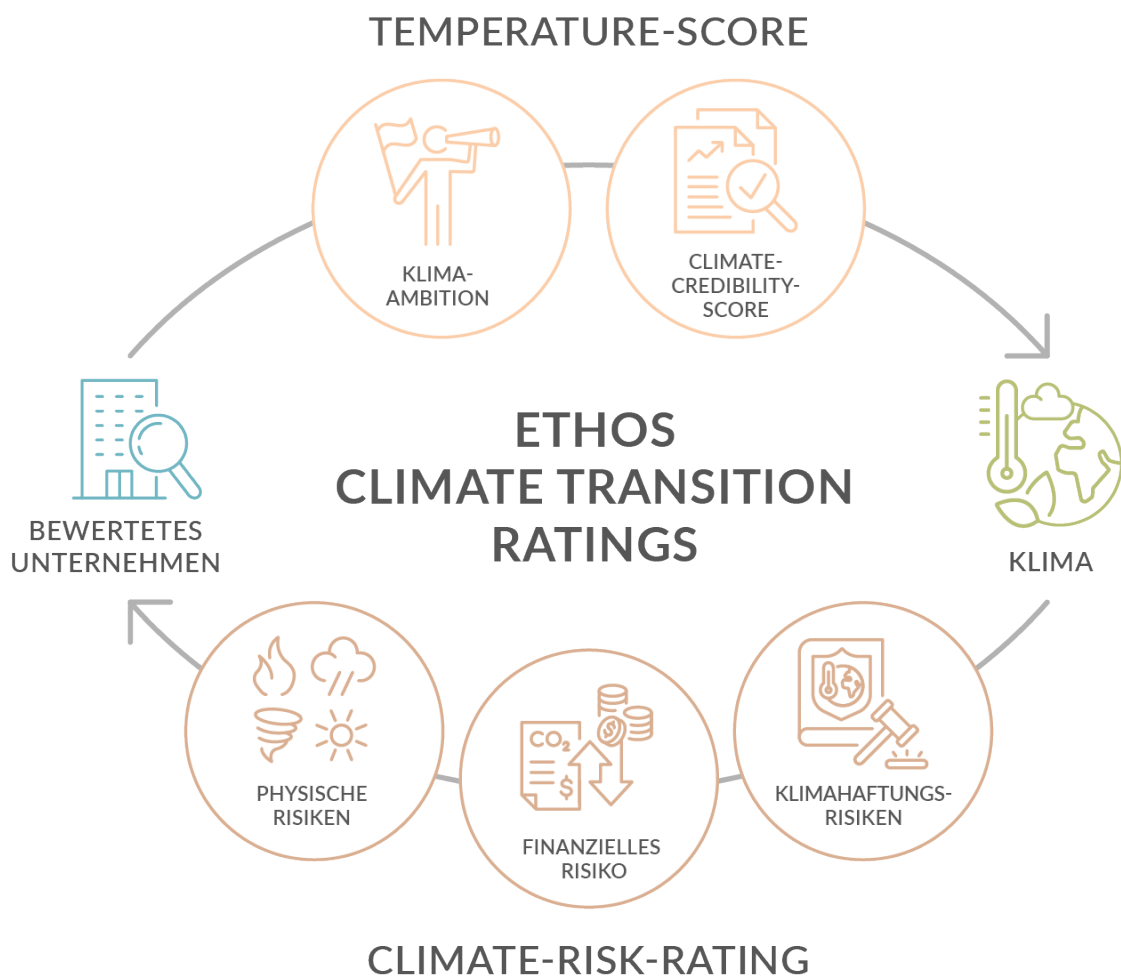 TEMPERATURE-SCORE
KLIMA-
AMBITION
CLIMATE-
CREDIBILITY-
SCORE
ETHOS
CLIMATE TRANSITION
RATINGS
BEWERTETES
UNTERNEHMEN
KLIMA
PHYSISCHE
RISIKEN
CO₂
$
$
FINANZIELLES
RISIKO
KLIMAHAFTUNGS-
RISIKEN
CLIMATE-RISK-RATING